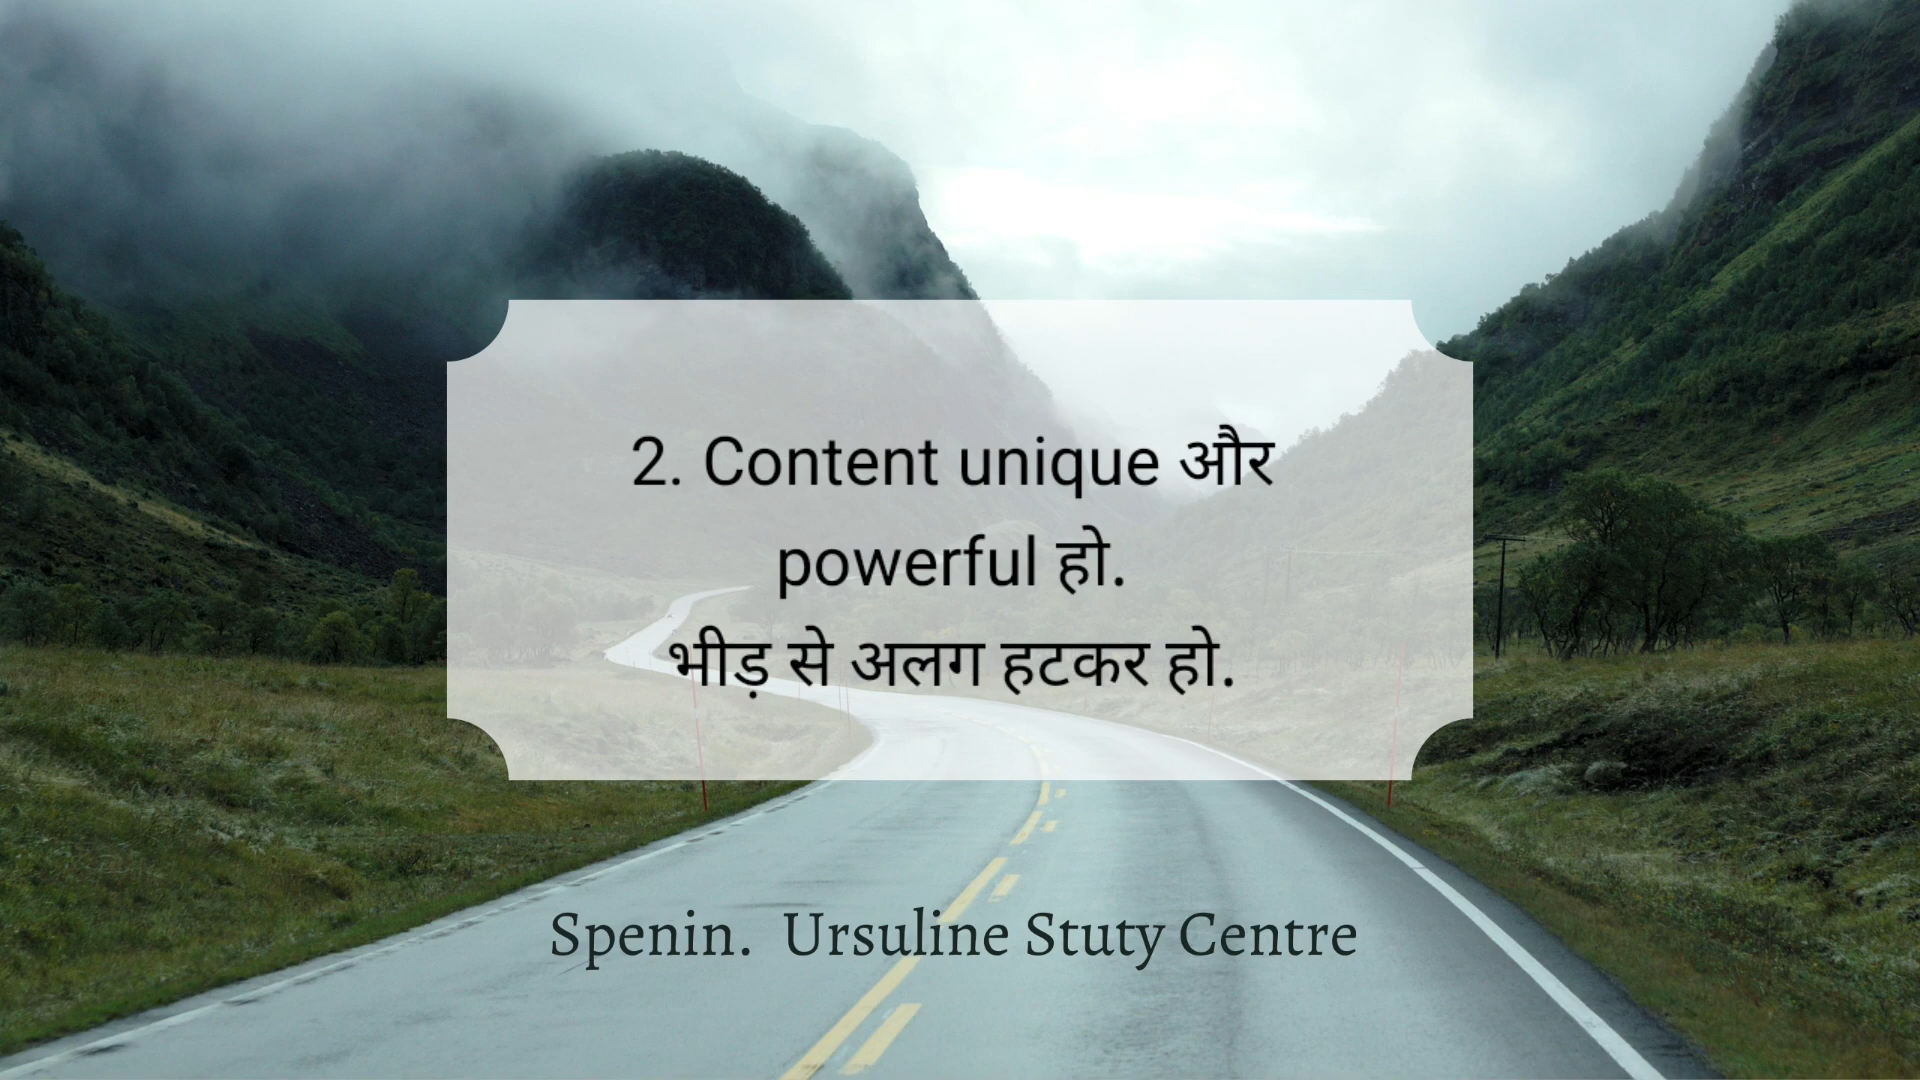 2. Content unique और
powerful हो.
भीड़ से अलग हटकर हो.
Spenin. Ursuline Stuty Centre